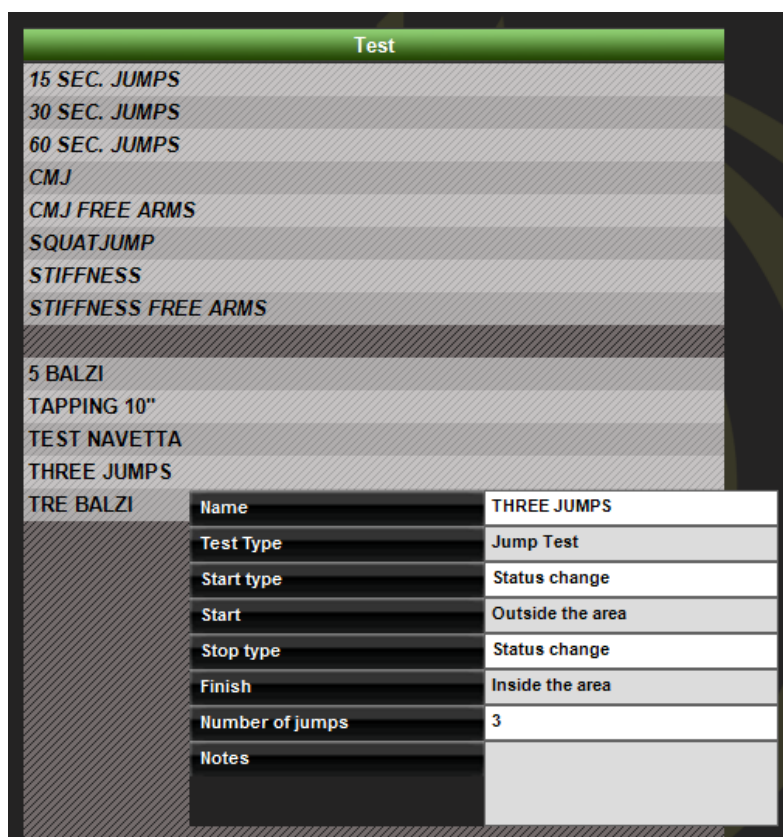 Test
15 SEC. JUMPS
30 SEC. JUMPS
60 SEC. JUMPS
CMJ
CMJ FREE ARMS
SQUATJUMP
STIFFNESS
STIFFNESS FREE ARMS
5 BALZI
TAPPING 10"
TEST NAVETTA
THREE JUMPS
TRE BALZI
Name THREE JUMPS
Test Type Jump Test
Start type Status change
Start Outside the area
Stop type Status change
Finish Inside the area
Number of jumps 3
Notes